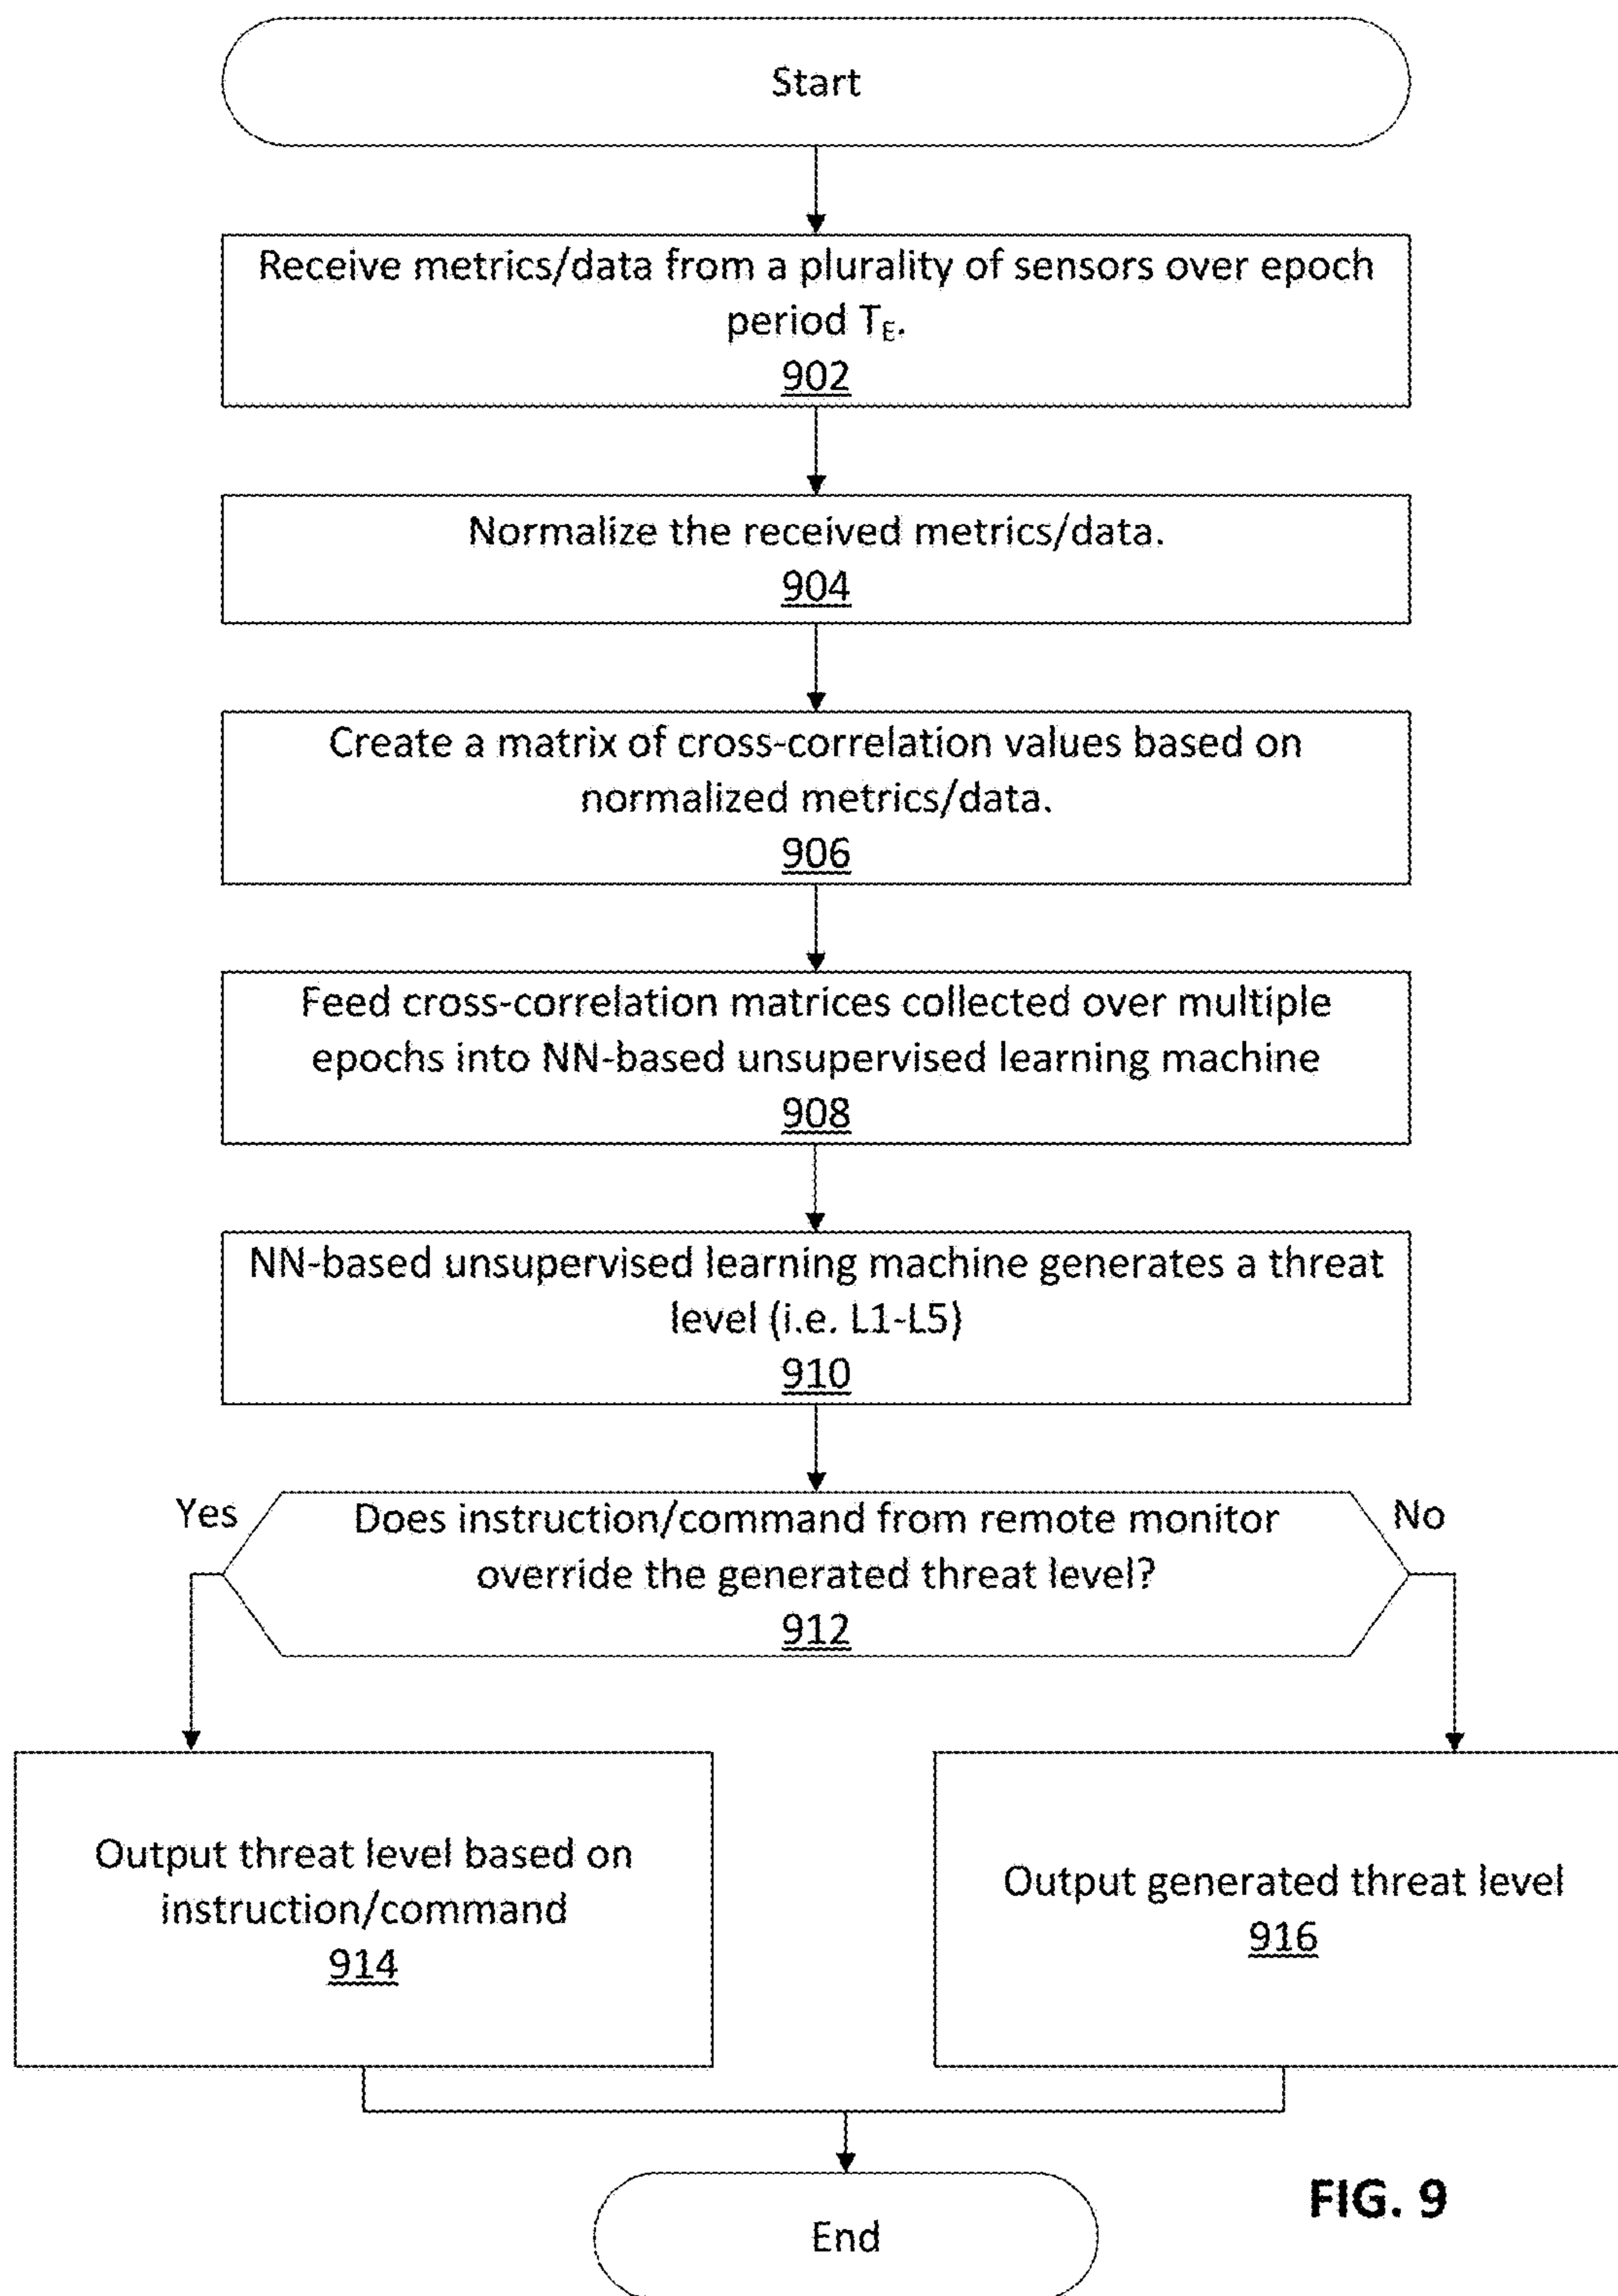 Start
Receive metrics/data from a plurality of sensors over epoch
period TE.
902
Normalize the received metrics/data.
904
Create a matrix of cross-correlation values based on
normalized metrics/data.
906
Feed cross-correlation matrices collected over multiple
epochs into NN-based unsupervised learning machine
908
NN-based unsupervised learning machine generates a threat
level (i.e. L1-L5)
910
Yes
Does instruction/command from remote monitor
override the generated threat level?
912
No
Output threat level based on
instruction/command
914
Output generated threat level
916
FIG. 9
End